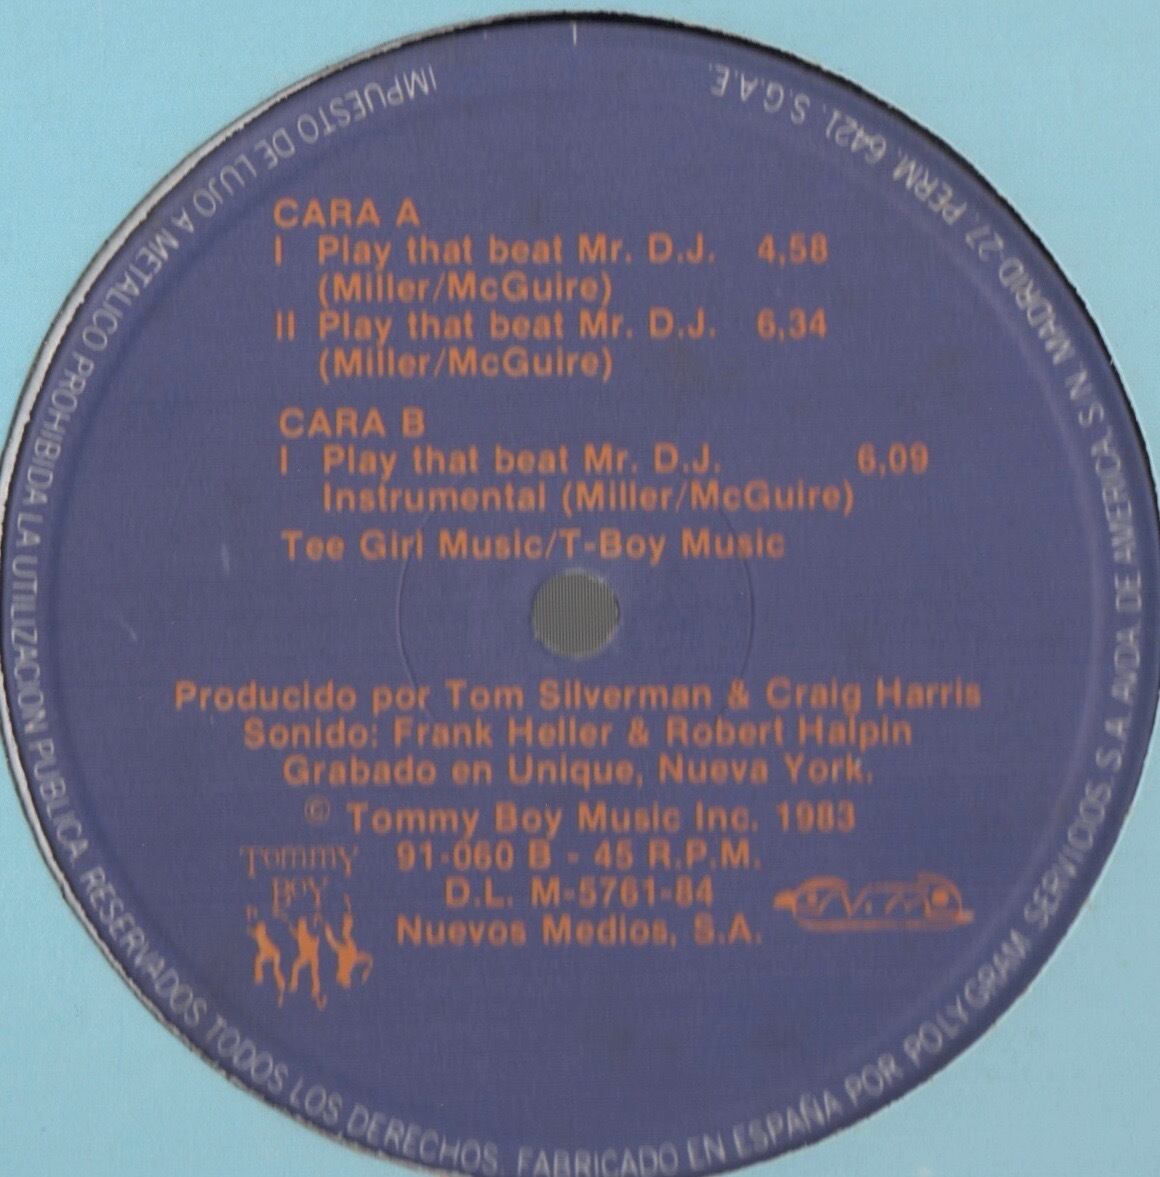 CARA A
I Play that beat Mr. D.J. 4,58
(Miller/McGuire)
II Play that beat Mr. D.J. 6,34
(Miller/McGuire)
CARA B
I Play that beat Mr. D.J. 6,09
Instrumental (Miller/McGuire)
Tee Girl Music/T-Boy Music
Producido por Tom Silverman & Craig Harris
Sonido: Frank Heller & Robert Halpin
Grabado en Unique, Nueva York.
© Tommy Boy Music Inc. 1983
91-060 B - 45 R.P.M.
D.L. M-5761-84
Nuevos Medios, S.A.
Tommy
BOY
IMPUESTO DE LUJO A METALICO PROHIBIDA LA UTILIZACION PUBLICA. RESERVADOS TODOS LOS DERECHOS. FABRICADO EN ESPAÑA POR POLYGRAM SERVICIOS, S.A. AVDA. DE AMERICA, S.N. MADRID-27. PERM. 6421. S.G.A.E.